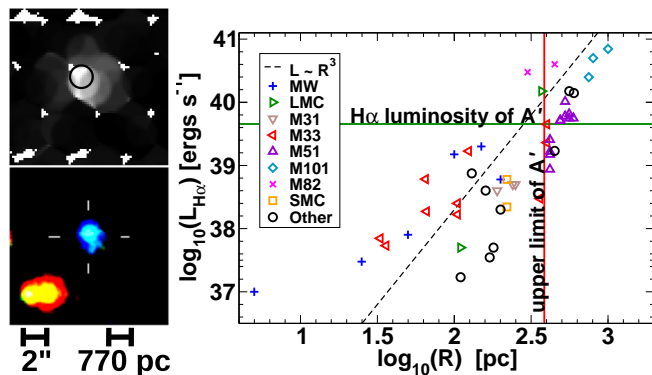 2"
770 pc
log10(LHα) [ergs s⁻¹]
41
40
39
38
37
L ~ R³
MW
LMC
M31
M33
M51
M101
M82
SMC
Other
Hα luminosity of A'
upper limit of A'
1
1.5
2
2.5
3
log10(R) [pc]